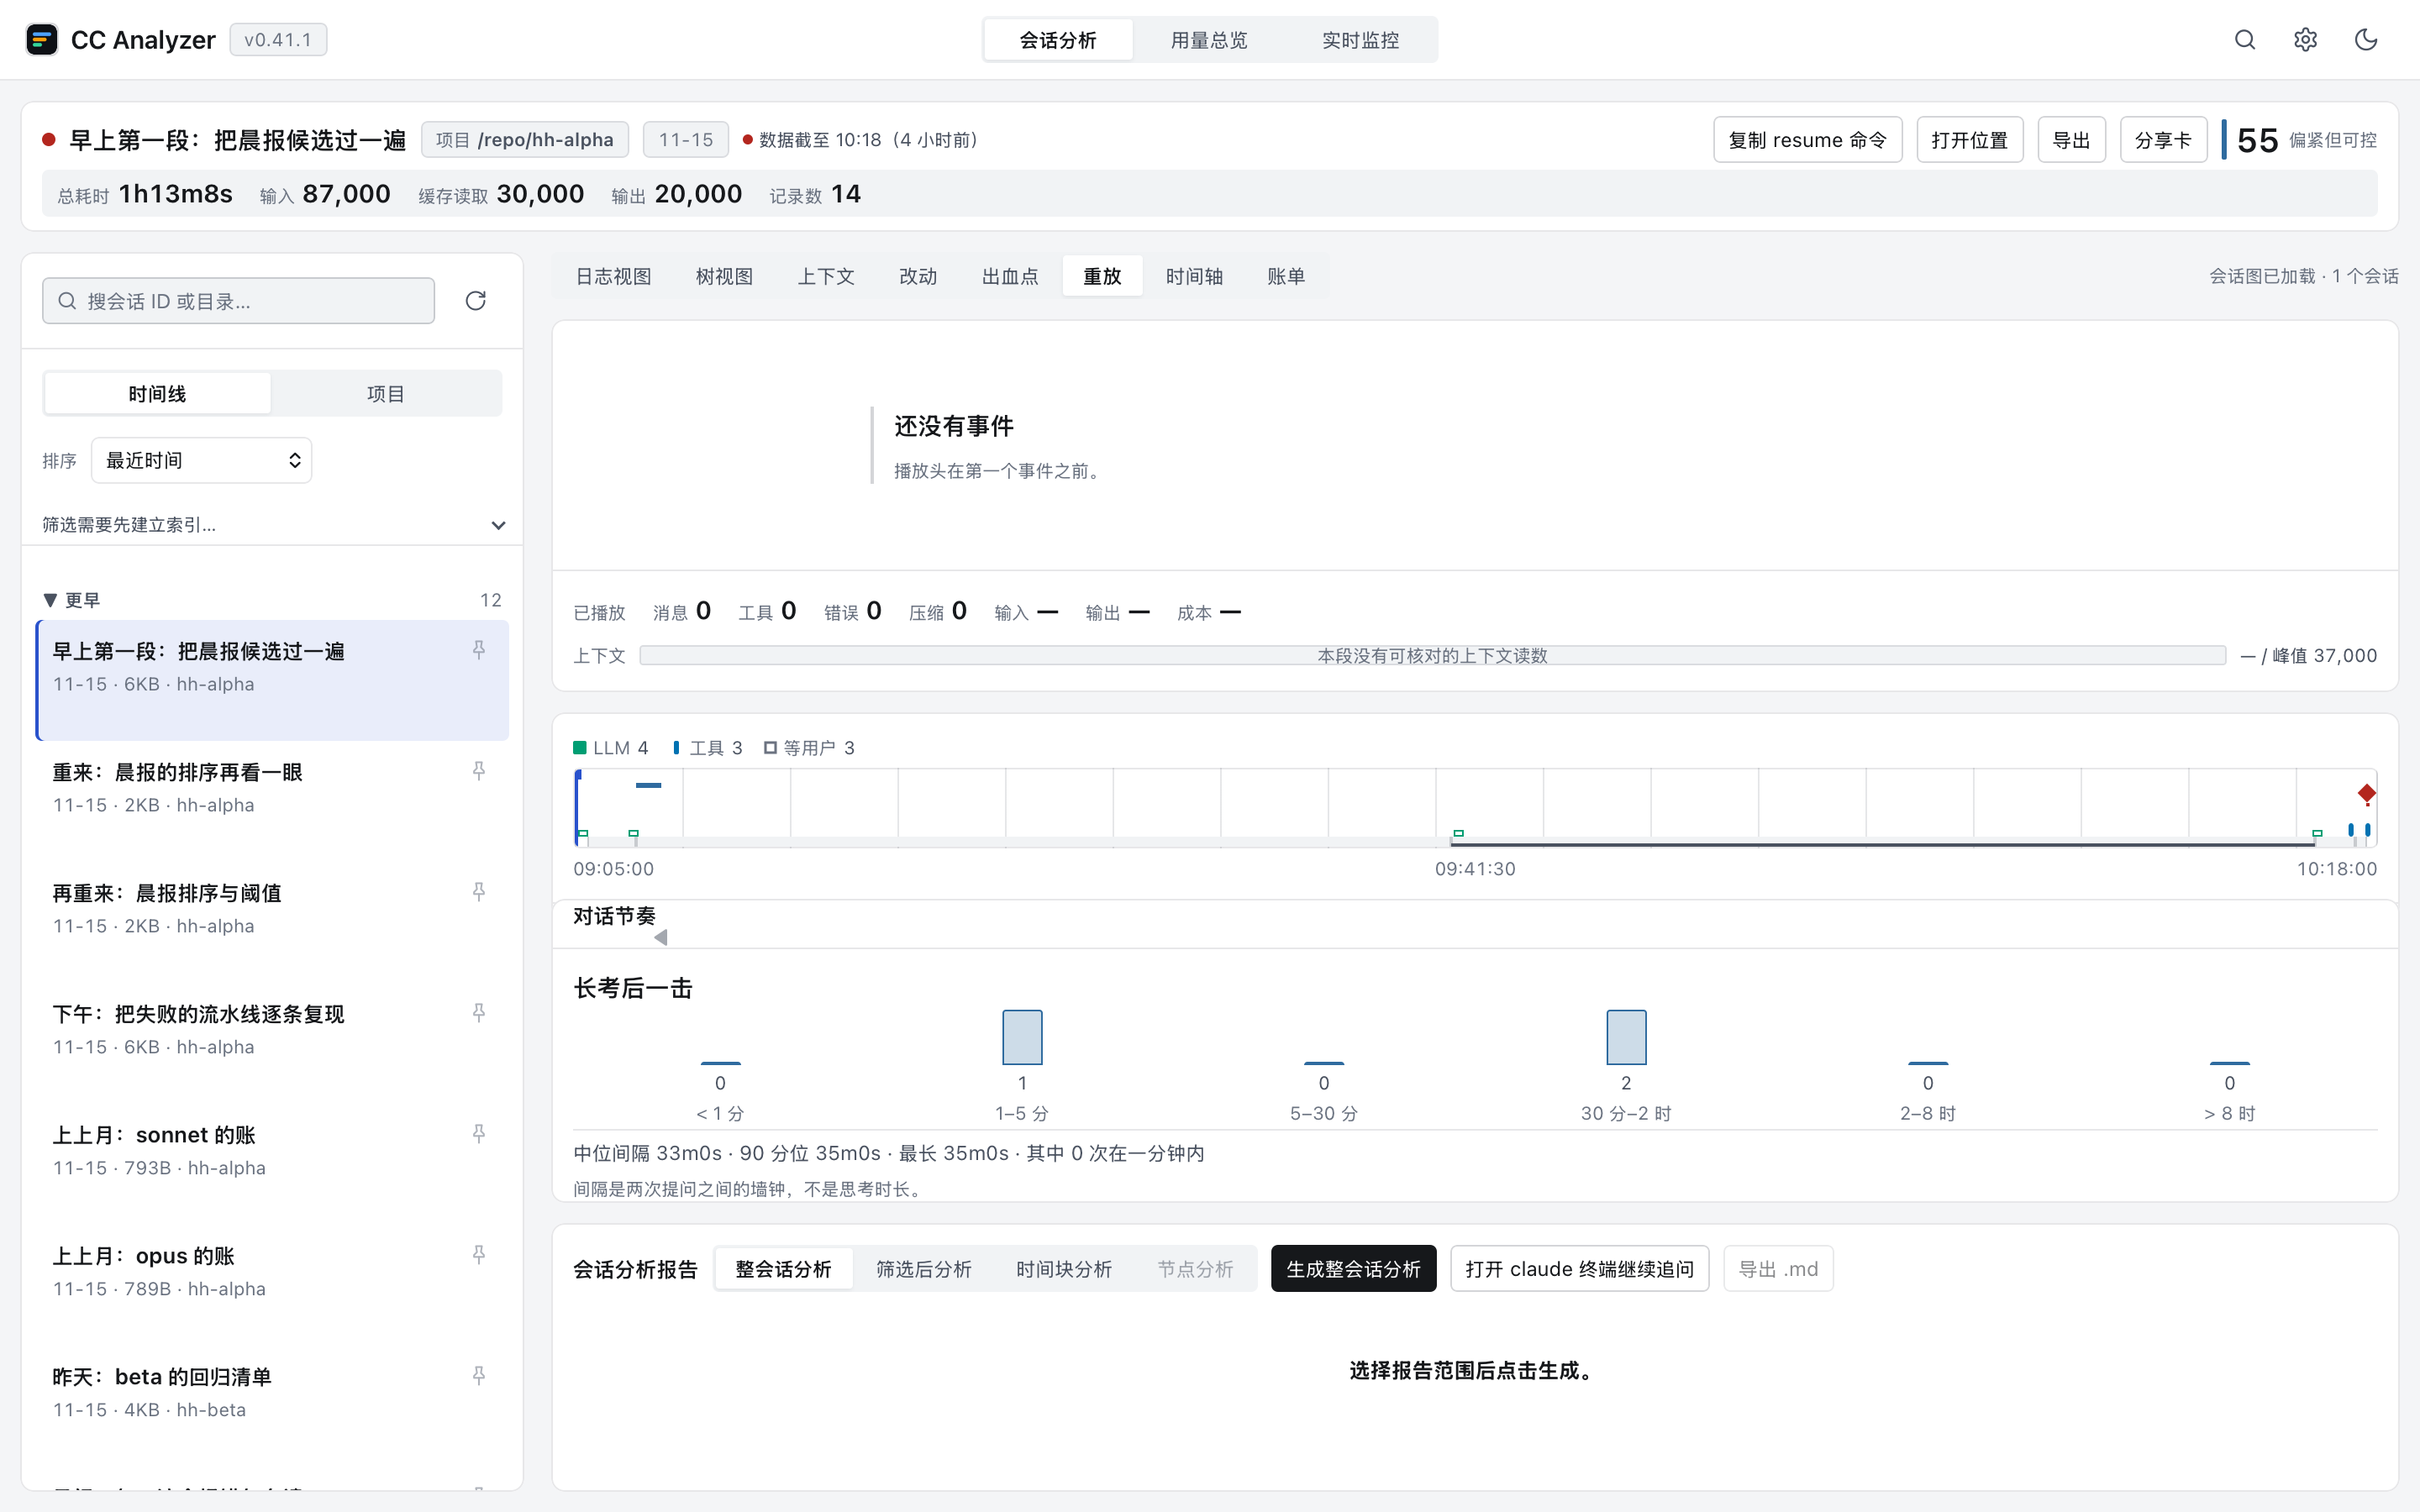 CC Analyzer v0.41.1 会话分析 用量总览 实时监控
早上第一段：把晨报候选过一遍 项目 /repo/hh-alpha 11-15 数据截至 10:18（4 小时前） 复制 resume 命令 打开位置 导出 分享卡 55 偏紧但可控
总耗时 1h13m8s 输入 87,000 缓存读取 30,000 输出 20,000 记录数 14
搜会话 ID 或目录...
时间线 项目
排序 最近时间
筛选需要先建立索引...
▼ 更早 12
早上第一段：把晨报候选过一遍
11-15 · 6KB · hh-alpha
重来：晨报的排序再看一眼
11-15 · 2KB · hh-alpha
再重来：晨报排序与阈值
11-15 · 2KB · hh-alpha
下午：把失败的流水线逐条复现
11-15 · 6KB · hh-alpha
上上月：sonnet 的账
11-15 · 793B · hh-alpha
上上月：opus 的账
11-15 · 789B · hh-alpha
昨天：beta 的回归清单
11-15 · 4KB · hh-beta
日志视图 树视图 上下文 改动 出血点 重放 时间轴 账单 会话图已加载 · 1 个会话
还没有事件
播放头在第一个事件之前。
已播放 消息 0 工具 0 错误 0 压缩 0 输入 — 输出 — 成本 —
上下文 本段没有可核对的上下文读数 — / 峰值 37,000
LLM 4 工具 3 等用户 3
09:05:00 09:41:30 10:18:00
对话节奏
长考后一击
0 1 0 2 0 0
< 1 分 1–5 分 5–30 分 30 分–2 时 2–8 时 > 8 时
中位间隔 33m0s · 90 分位 35m0s · 最长 35m0s · 其中 0 次在一分钟内
间隔是两次提问之间的墙钟，不是思考时长。
会话分析报告 整会话分析 筛选后分析 时间块分析 节点分析 生成整会话分析 打开 claude 终端继续追问 导出 .md
选择报告范围后点击生成。